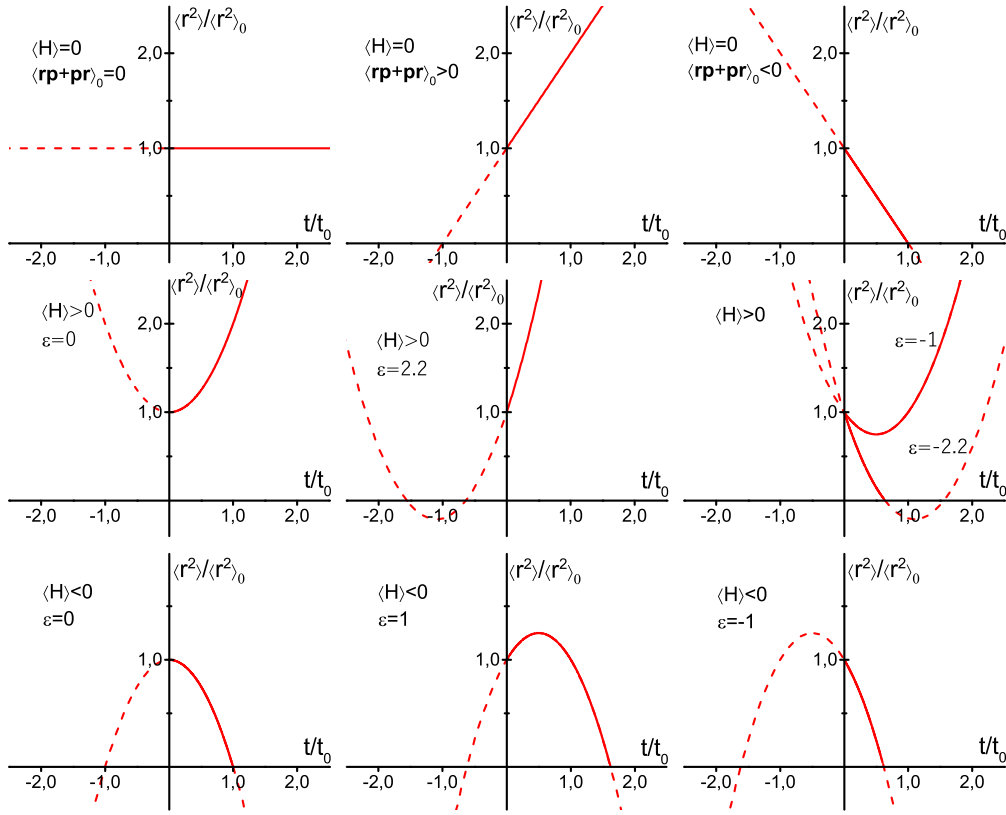 ⟨r²⟩/⟨r²⟩₀
⟨H⟩=0
⟨rp+pr⟩₀=0
2,0
1,0
t/t₀
-2,0 -1,0 1,0 2,0
⟨r²⟩/⟨r²⟩₀
⟨H⟩=0
⟨rp+pr⟩₀>0
2,0
1,0
t/t₀
-2,0 -1,0 1,0 2,0
⟨r²⟩/⟨r²⟩₀
⟨H⟩=0
⟨rp+pr⟩₀<0
2,0
1,0
t/t₀
-2,0 -1,0 1,0 2,0
⟨r²⟩/⟨r²⟩₀
⟨H⟩>0
ε=0
2,0
1,0
t/t₀
-2,0 -1,0 1,0 2,0
⟨r²⟩/⟨r²⟩₀
⟨H⟩>0
ε=2.2
2,0
1,0
t/t₀
-2,0 -1,0 1,0 2,0
⟨r²⟩/⟨r²⟩₀
⟨H⟩>0
2,0
ε=-1
1,0
ε=-2.2
t/t₀
-2,0 -1,0 1,0 2,0
⟨r²⟩/⟨r²⟩₀
⟨H⟩<0
ε=0
1,0
t/t₀
-2,0 -1,0 1,0 2,0
⟨r²⟩/⟨r²⟩₀
⟨H⟩<0
ε=1
1,0
t/t₀
-2,0 -1,0 1,0 2,0
⟨r²⟩/⟨r²⟩₀
⟨H⟩<0
ε=-1
1,0
t/t₀
-2,0 -1,0 1,0 2,0